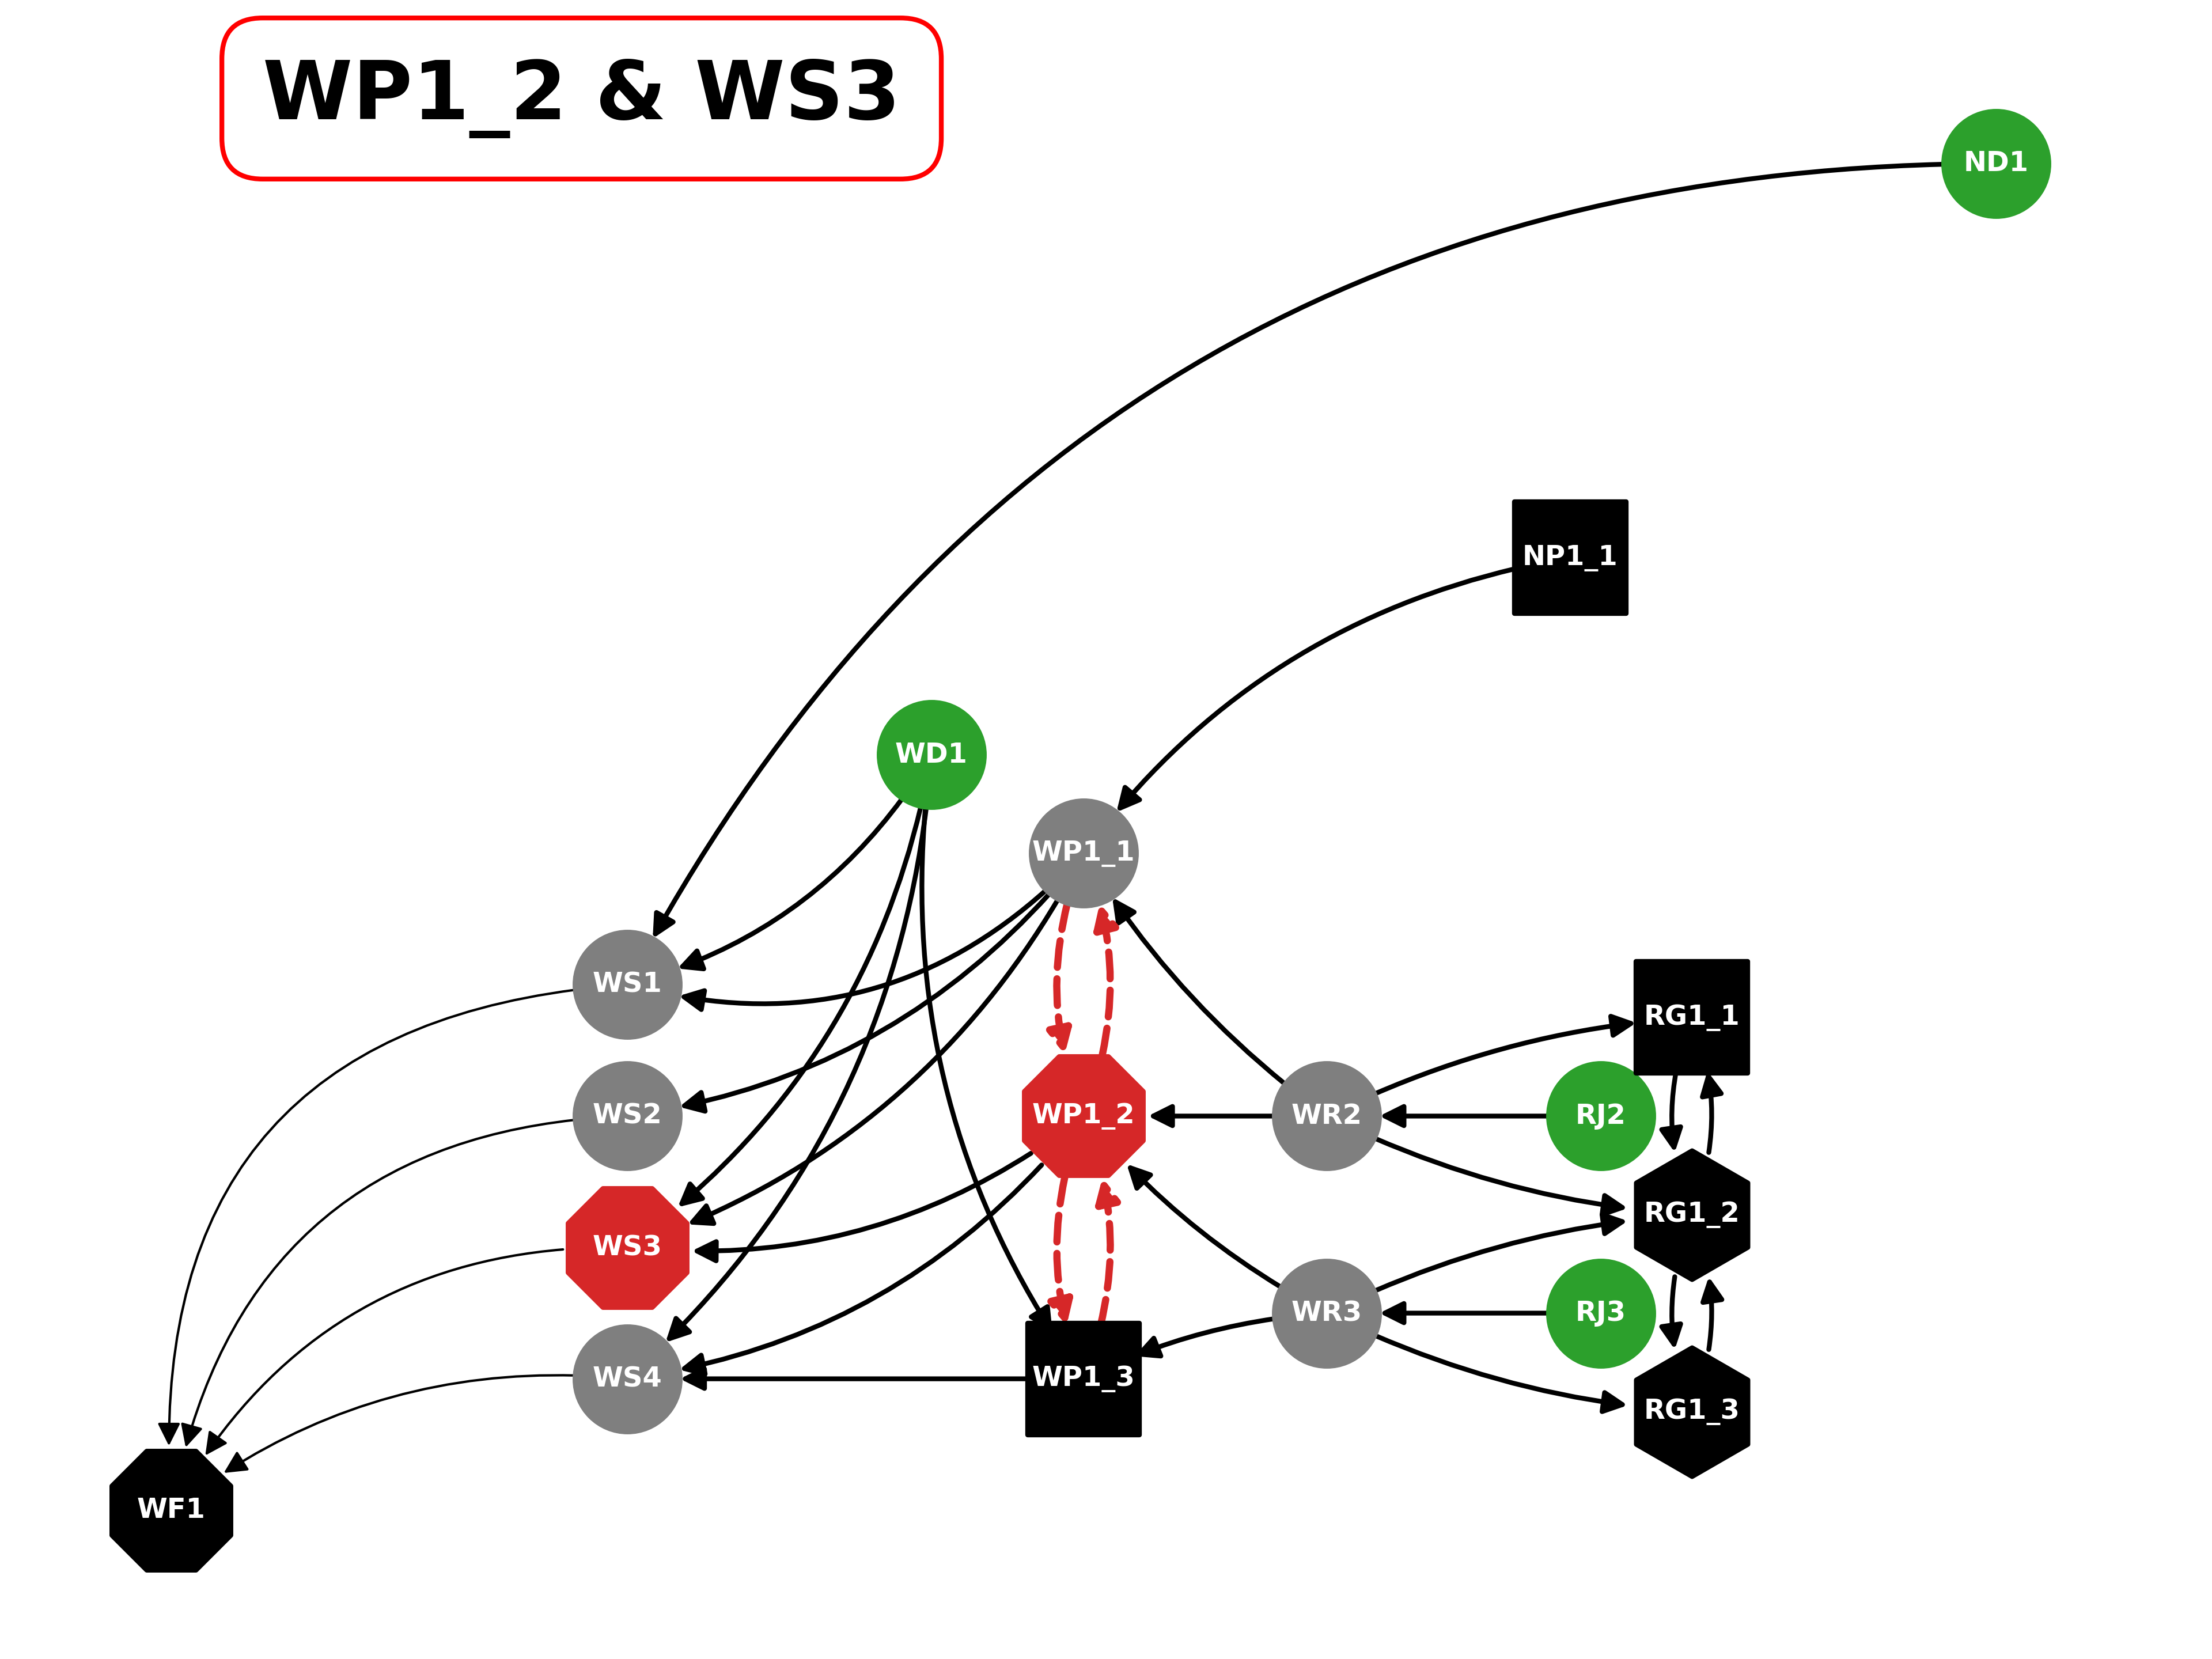 WP1_2 & WS3
ND1
NP1_1
WD1
WP1_1
WS1
RG1_1
WS2
WP1_2
WR2
RJ2
RG1_2
WS3
WR3
RJ3
WS4
WP1_3
RG1_3
WF1